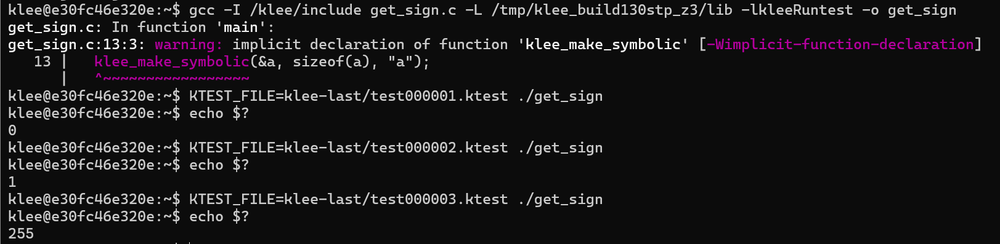 klee@e30fc46e320e:~$ gcc -I /klee/include get_sign.c -L /tmp/klee_build130stp_z3/lib -lkleeRuntest -o get_sign
get_sign.c: In function 'main':
get_sign.c:13:3: warning: implicit declaration of function 'klee_make_symbolic' [-Wimplicit-function-declaration]
   13 |   klee_make_symbolic(&a, sizeof(a), "a");
      |   ^~~~~~~~~~~~~~~~~~
klee@e30fc46e320e:~$ KTEST_FILE=klee-last/test000001.ktest ./get_sign
klee@e30fc46e320e:~$ echo $?
0
klee@e30fc46e320e:~$ KTEST_FILE=klee-last/test000002.ktest ./get_sign
klee@e30fc46e320e:~$ echo $?
1
klee@e30fc46e320e:~$ KTEST_FILE=klee-last/test000003.ktest ./get_sign
klee@e30fc46e320e:~$ echo $?
255